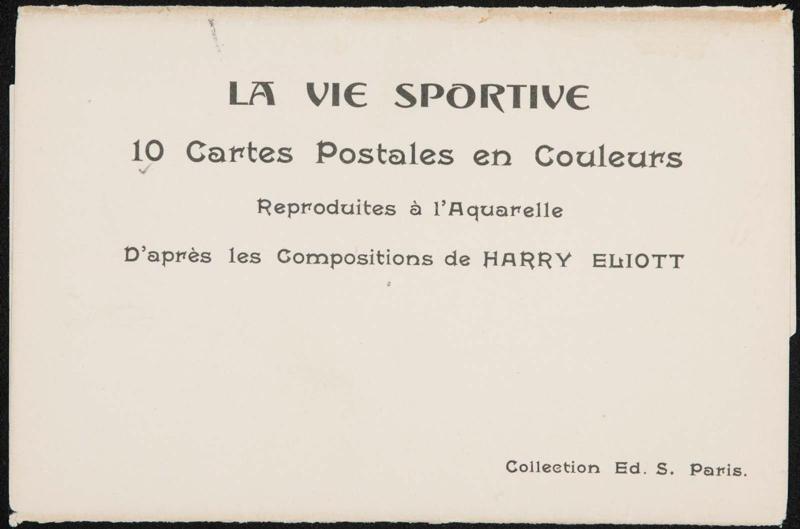 LA VIE SPORTIVE
10 Cartes Postales en Couleurs
Reproduites à l'Aquarelle
D'après les Compositions de HARRY ELIOTT
Collection Ed. S. Paris.